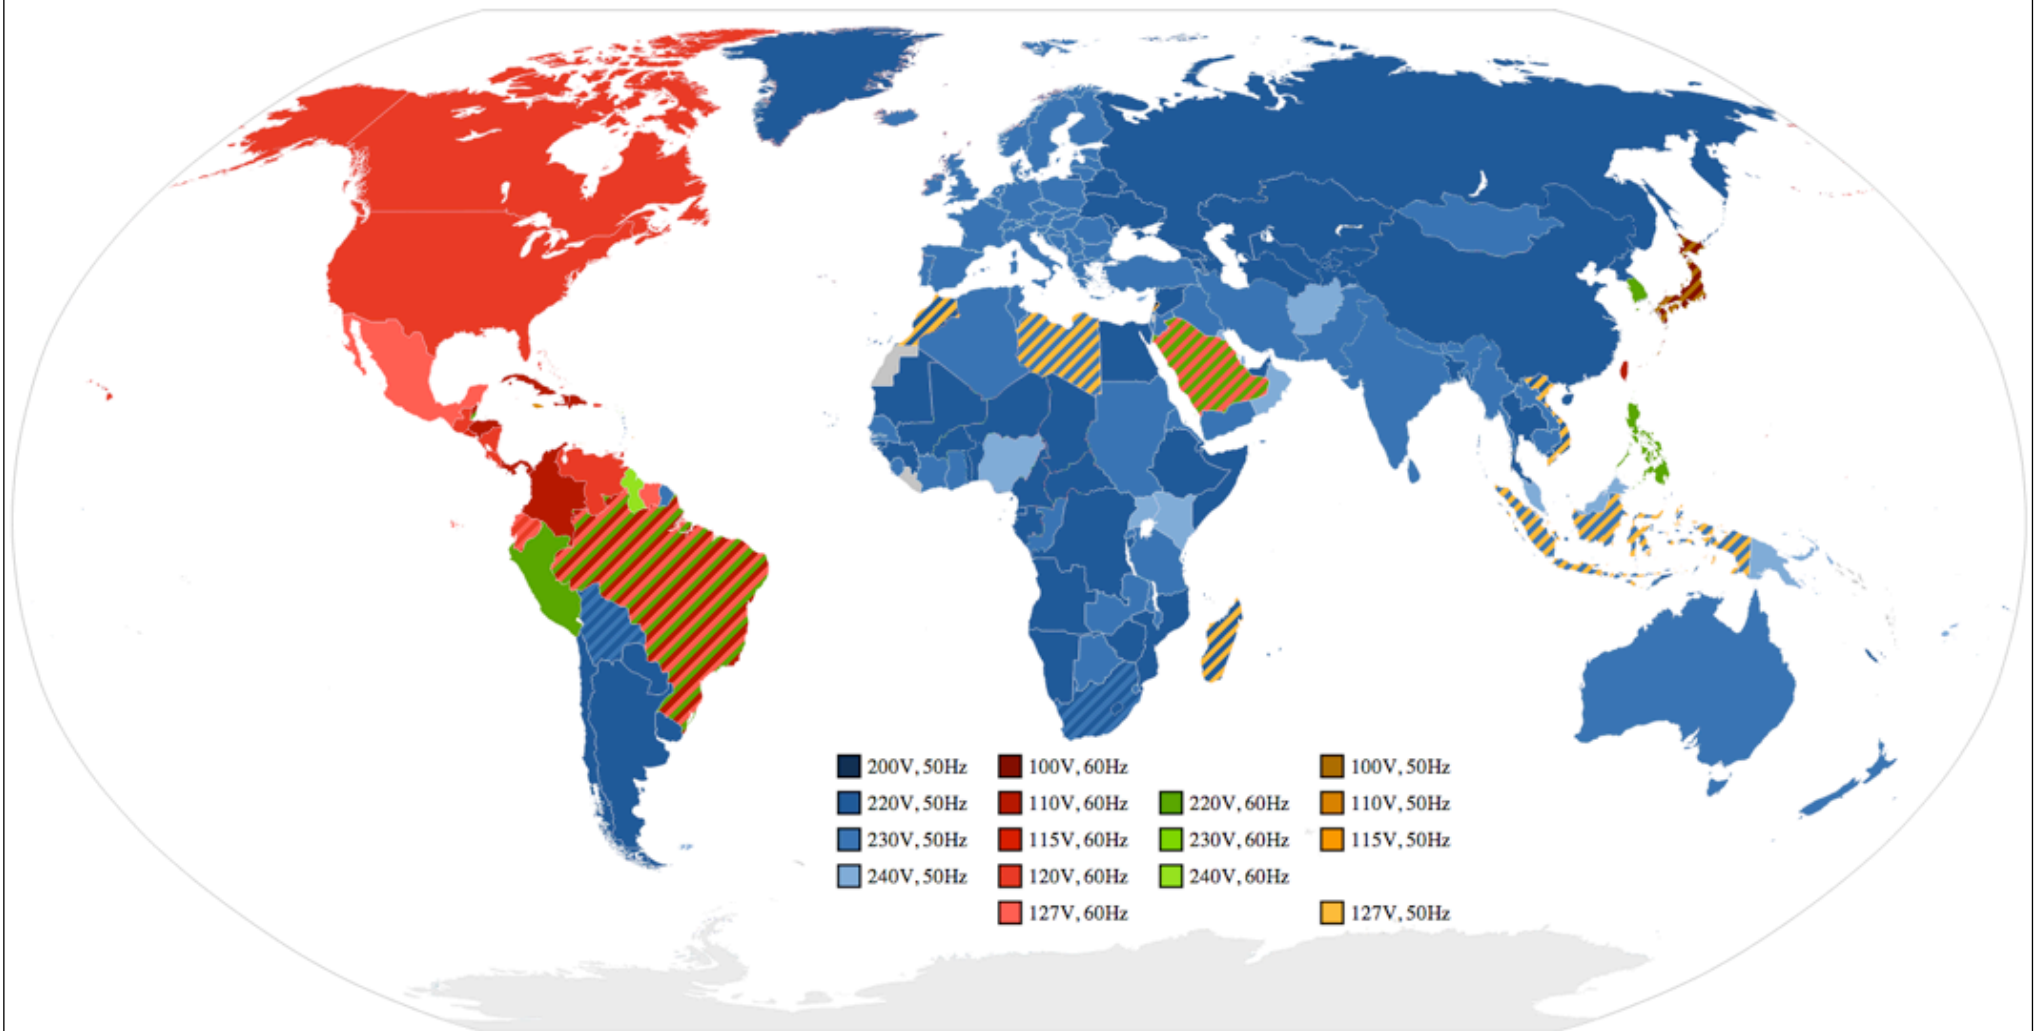 200V, 50Hz
100V, 60Hz
100V, 50Hz
220V, 50Hz
110V, 60Hz
220V, 60Hz
110V, 50Hz
230V, 50Hz
115V, 60Hz
230V, 60Hz
115V, 50Hz
240V, 50Hz
120V, 60Hz
240V, 60Hz
127V, 60Hz
127V, 50Hz